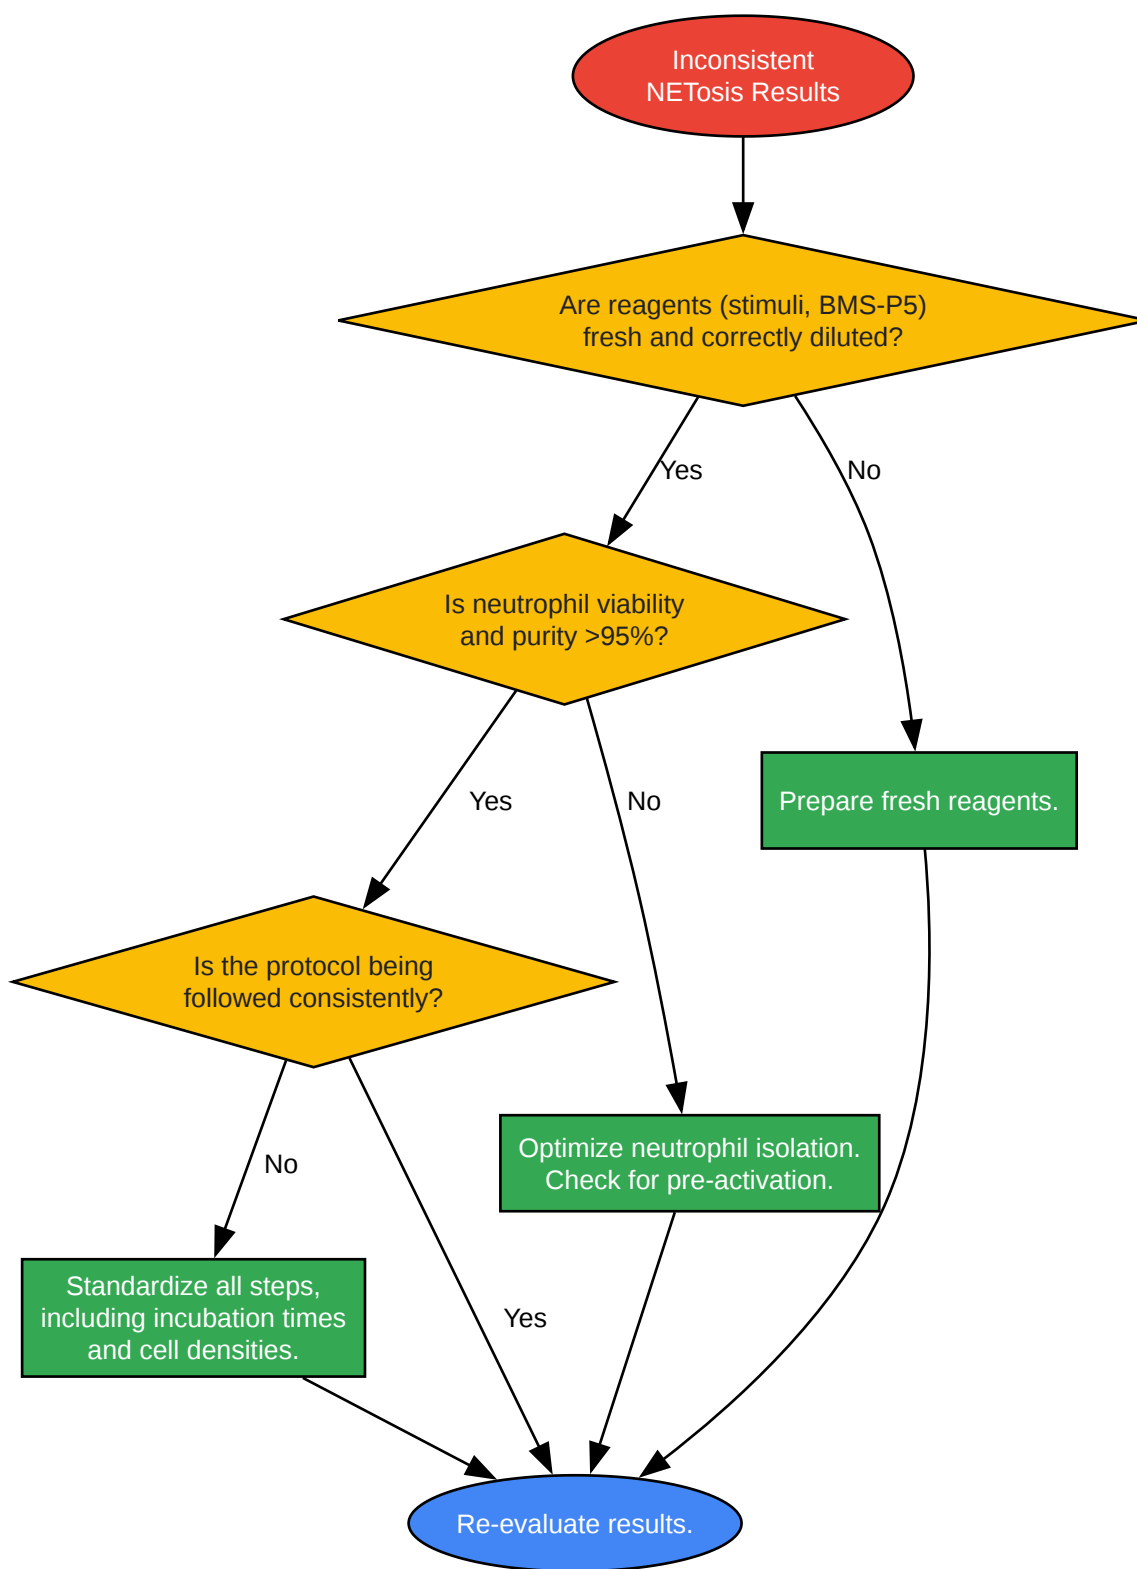 Inconsistent
NETosis Results
Are reagents (stimuli, BMS-P5)
fresh and correctly diluted?
Yes
No
Is neutrophil viability
and purity >95%?
Yes
No
Prepare fresh reagents.
Is the protocol being
followed consistently?
Optimize neutrophil isolation.
Check for pre-activation.
No
Standardize all steps,
including incubation times
and cell densities.
Yes
Re-evaluate results.